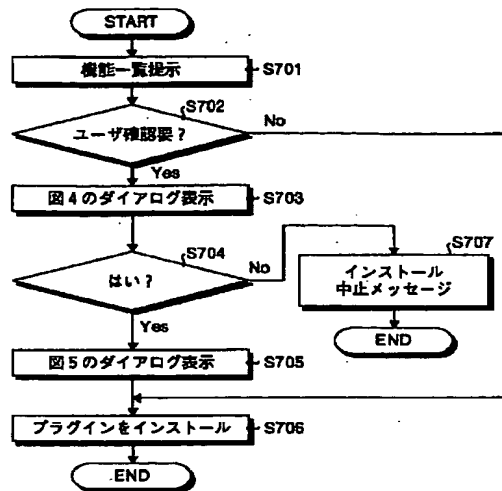 START
機能一覧提示
S701
S702
ユーザ確認要?
No
Yes
図4のダイアログ表示
S703
S704
はい?
No
S707
インストール
中止メッセージ
END
Yes
図5のダイアログ表示
S705
プラグインをインストール
S706
END